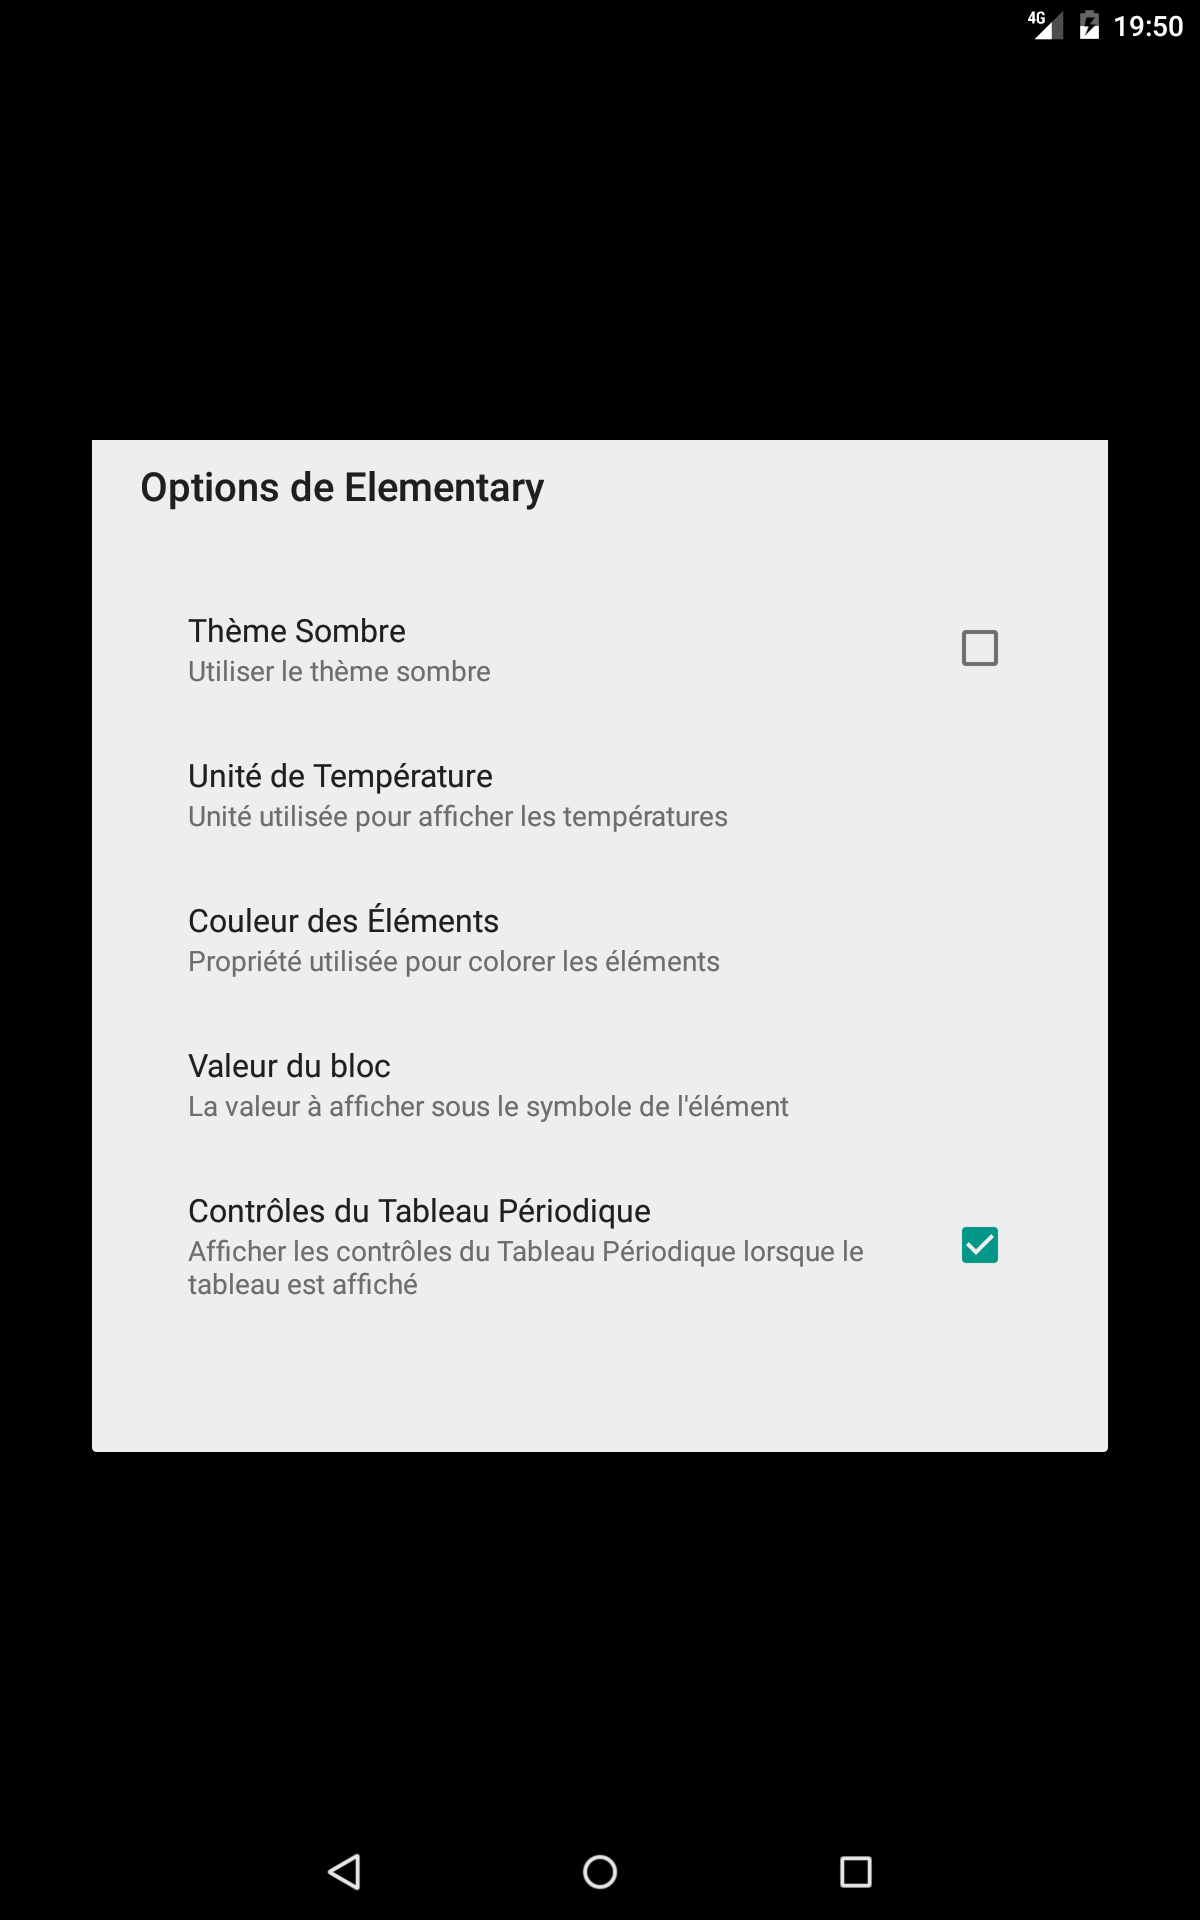 4G 19:50
Options de Elementary
Thème Sombre
Utiliser le thème sombre
Unité de Température
Unité utilisée pour afficher les températures
Couleur des Éléments
Propriété utilisée pour colorer les éléments
Valeur du bloc
La valeur à afficher sous le symbole de l'élément
Contrôles du Tableau Périodique
Afficher les contrôles du Tableau Périodique lorsque le
tableau est affiché